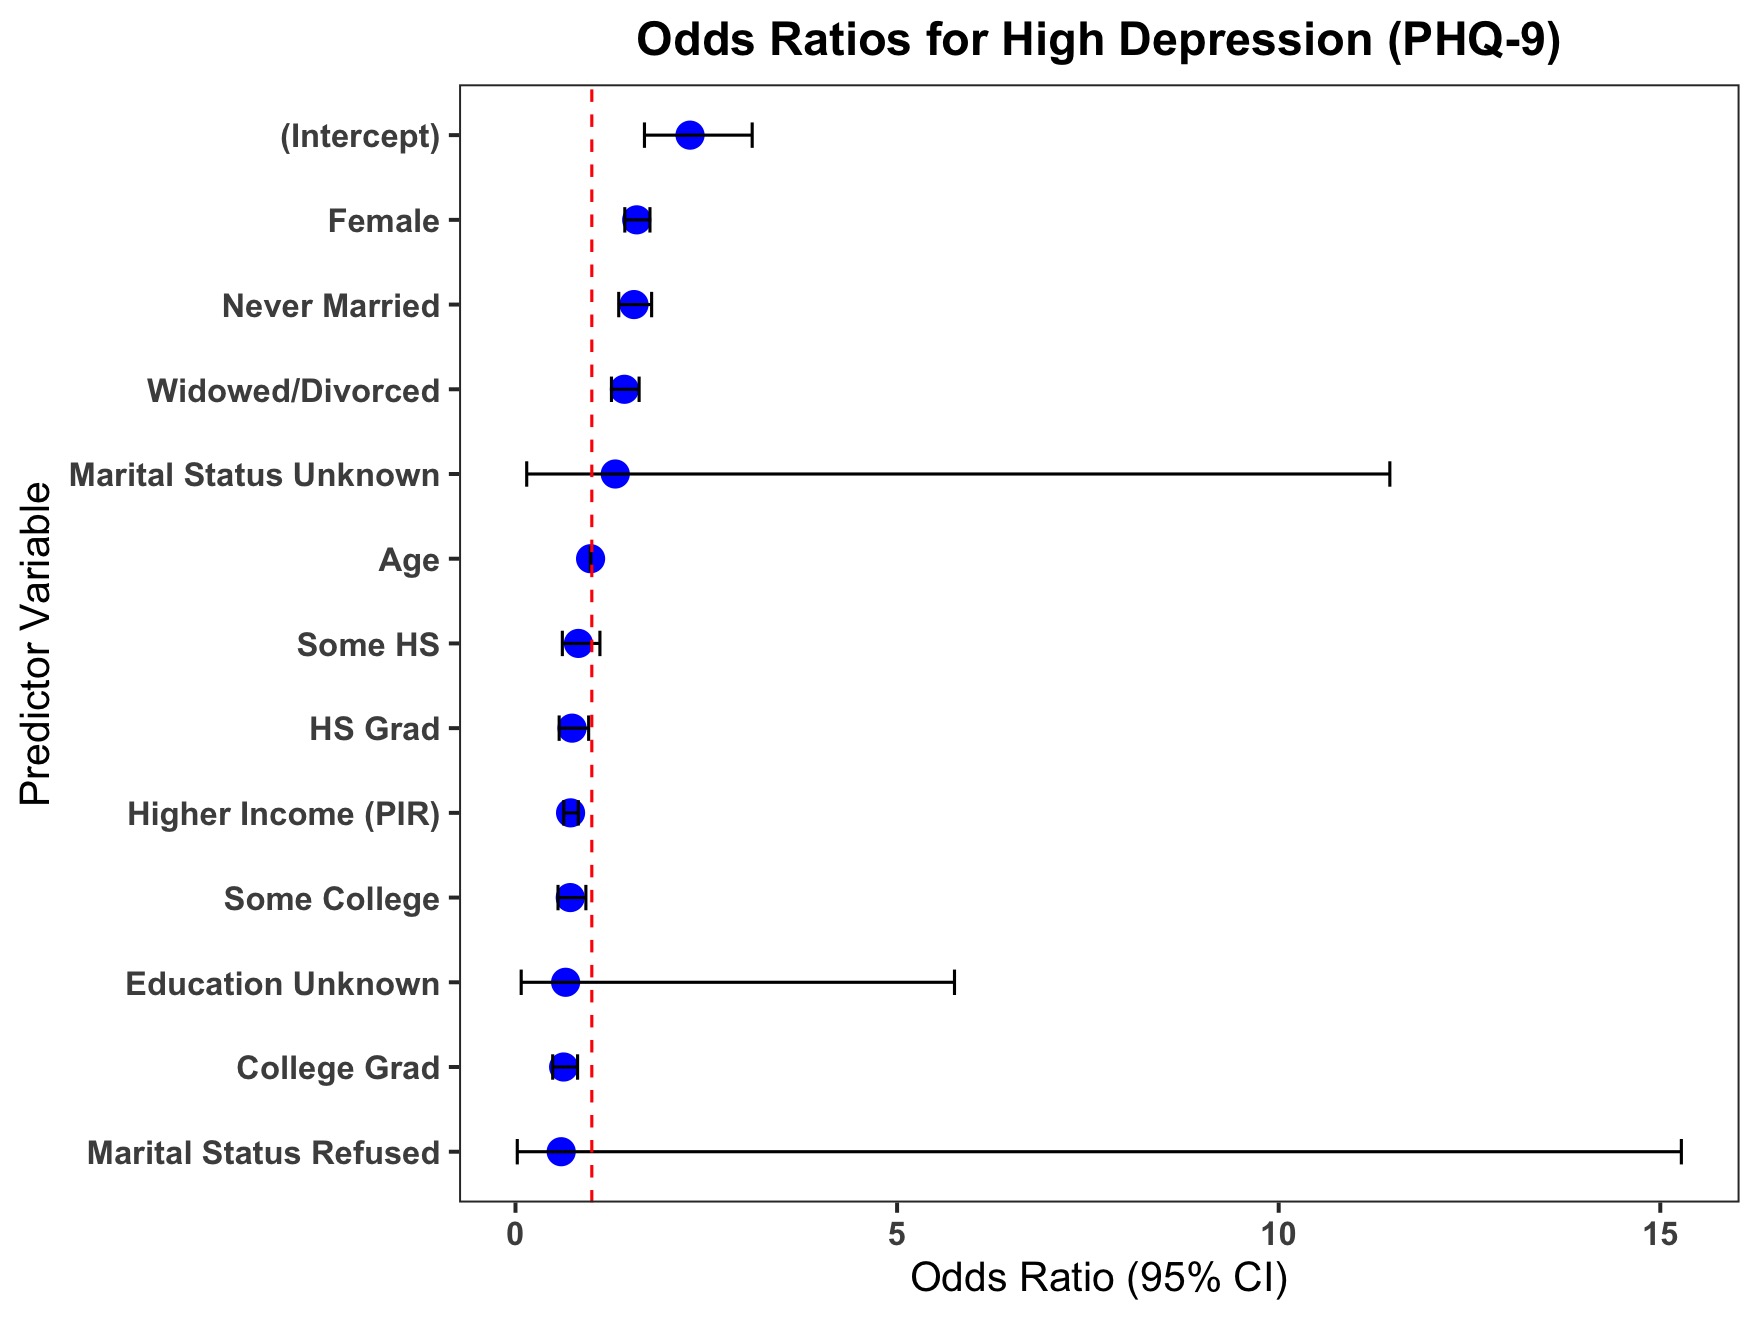 Odds Ratios for High Depression (PHQ-9)
Predictor Variable
(Intercept)
Female
Never Married
Widowed/Divorced
Marital Status Unknown
Age
Some HS
HS Grad
Higher Income (PIR)
Some College
Education Unknown
College Grad
Marital Status Refused
0 5 10 15
Odds Ratio (95% CI)